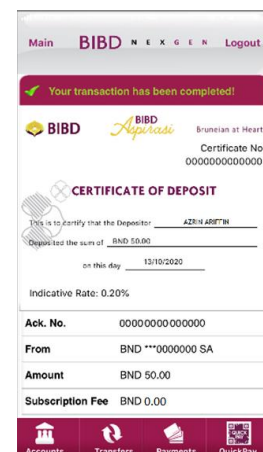 Main BIBD NEXGEN Logout
Your transaction has been completed!
BIBD BIBD Aspirasi Bruneian at Heart
Certificate No
0000000000000
CERTIFICATE OF DEPOSIT
This is to certify that the Depositor AZRIN ARIFFIN
Deposited the sum of BND 50.00
on this day 13/10/2020
Indicative Rate: 0.20%
Ack. No. 00000000000000
From BND ***0000000 SA
Amount BND 50.00
Subscription Fee BND 0.00
Accounts Transfers Payments QuickPay